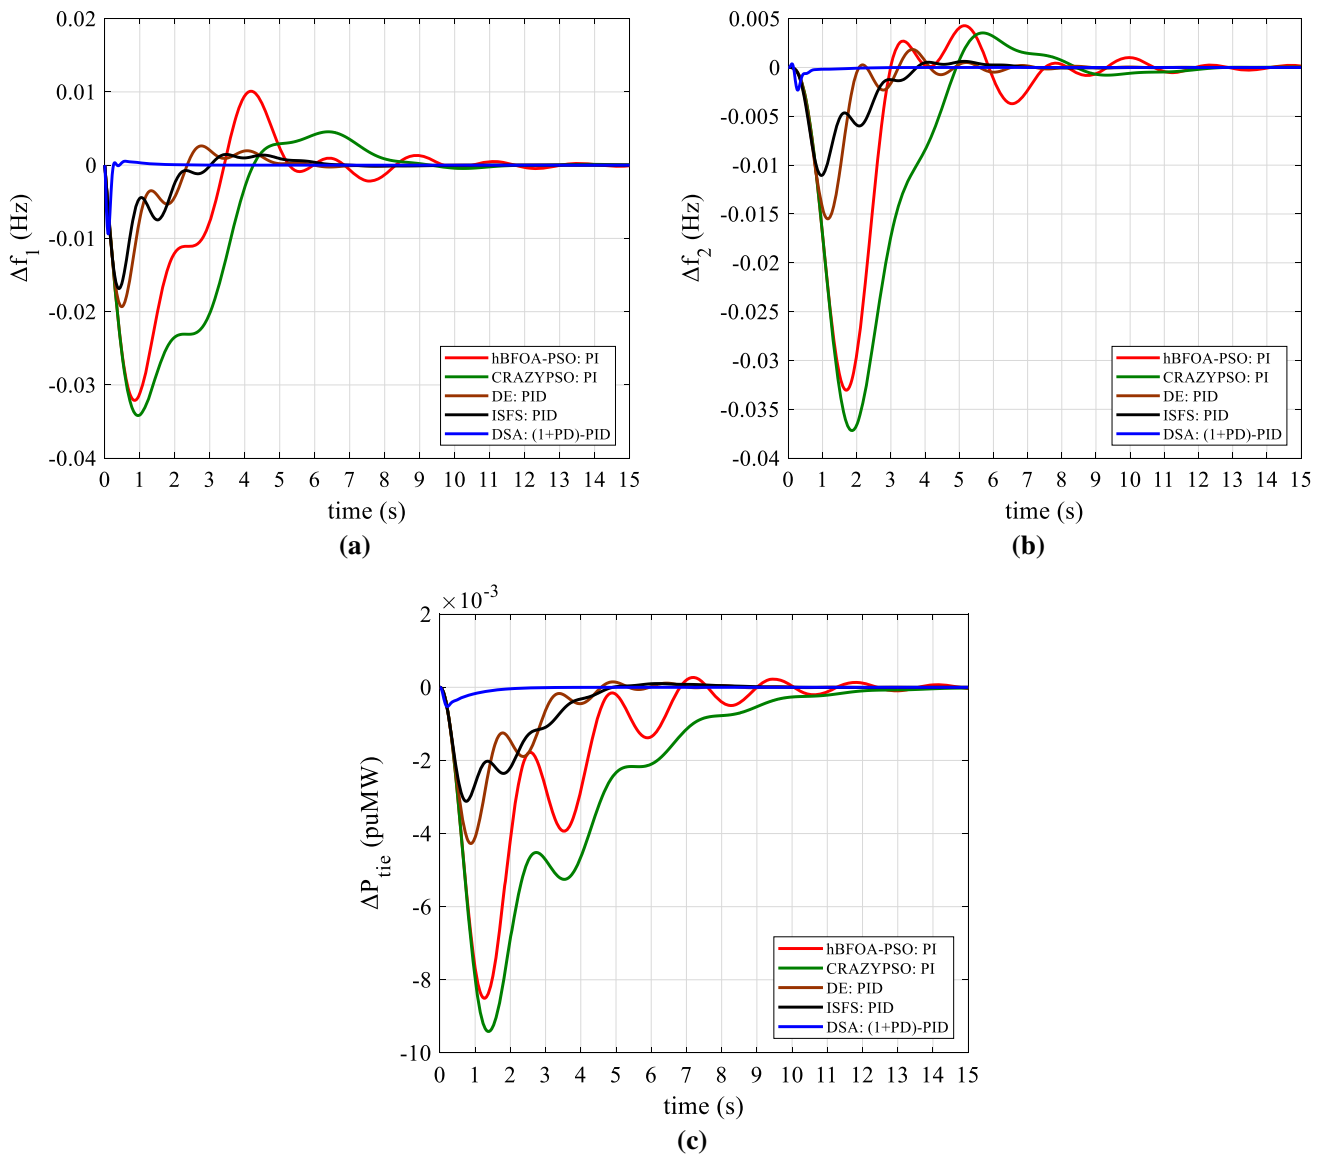 0.02
0.01
0
-0.01
-0.02
-0.03
-0.04
Δf1 (Hz)
0 1 2 3 4 5 6 7 8 9 10 11 12 13 14 15
time (s)
hBFOA-PSO: PI
CRAZYPSO: PI
DE: PID
ISFS: PID
DSA: (1+PD)-PID
(a)
0.005
0
-0.005
-0.01
-0.015
-0.02
-0.025
-0.03
-0.035
-0.04
Δf2 (Hz)
0 1 2 3 4 5 6 7 8 9 10 11 12 13 14 15
time (s)
hBFOA-PSO: PI
CRAZYPSO: PI
DE: PID
ISFS: PID
DSA: (1+PD)-PID
(b)
×10-3
2
0
-2
-4
-6
-8
-10
ΔPtie (puMW)
0 1 2 3 4 5 6 7 8 9 10 11 12 13 14 15
time (s)
hBFOA-PSO: PI
CRAZYPSO: PI
DE: PID
ISFS: PID
DSA: (1+PD)-PID
(c)